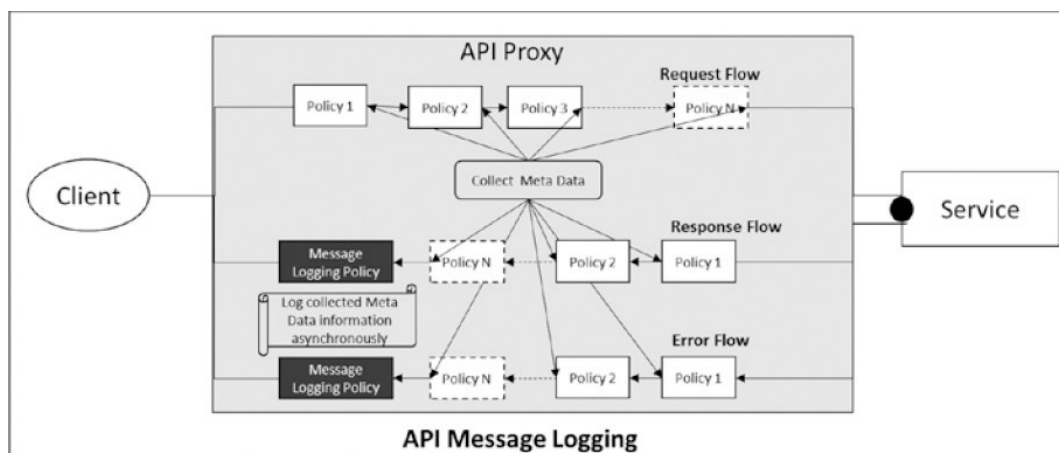 API Proxy
Request Flow
Policy 1
Policy 2
Policy 3
Policy N
Client
Collect Meta Data
Service
Response Flow
Message
Logging Policy
Policy N
Policy 2
Policy 1
Log collected Meta
Data information
asynchronously
Error Flow
Message
Logging Policy
Policy N
Policy 2
Policy 1
API Message Logging